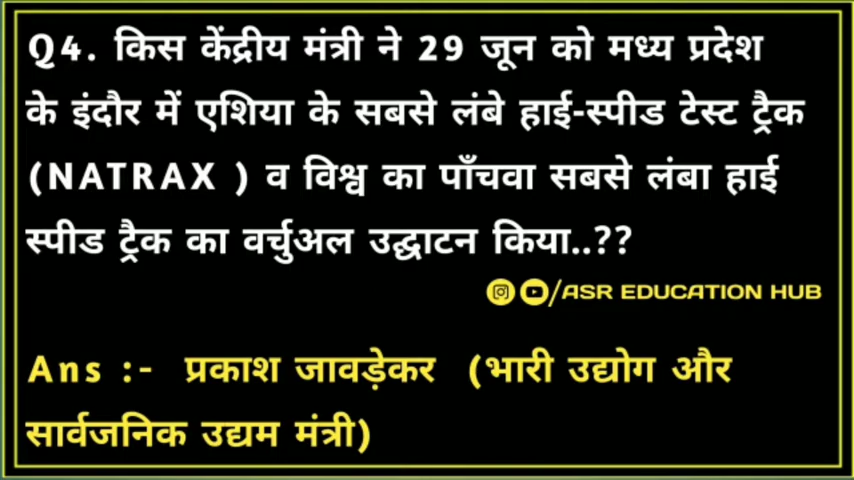 Q4. किस केंद्रीय मंत्री ने 29 जून को मध्य प्रदेश
के इंदौर में एशिया के सबसे लंबे हाई-स्पीड टेस्ट ट्रैक
(NATRAX ) व विश्व का पाँचवा सबसे लंबा हाई
स्पीड ट्रैक का वर्चुअल उद्घाटन किया..??
/ASR EDUCATION HUB
Ans :- प्रकाश जावड़ेकर (भारी उद्योग और
सार्वजनिक उद्यम मंत्री)